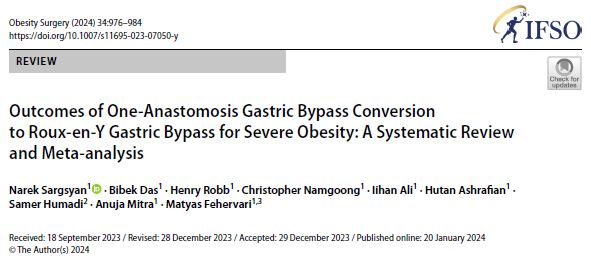 Obesity Surgery (2024) 34:976–984
https://doi.org/10.1007/s11695-023-07050-y
IFSO
REVIEW
Check for
updates
Outcomes of One-Anastomosis Gastric Bypass Conversion
to Roux-en-Y Gastric Bypass for Severe Obesity: A Systematic Review
and Meta-analysis
Narek Sargsyan1 iD · Bibek Das1 · Henry Robb1 · Christopher Namgoong1 · Iihan Ali1 · Hutan Ashrafian1 ·
Samer Humadi2 · Anuja Mitra1 · Matyas Fehervari1,3
Received: 18 September 2023 / Revised: 28 December 2023 / Accepted: 29 December 2023 / Published online: 20 January 2024
© The Author(s) 2024